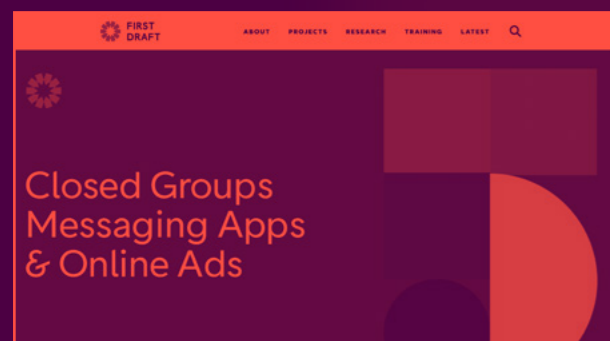 FIRST
DRAFT
ABOUT PROJECTS RESEARCH TRAINING LATEST
Closed Groups
Messaging Apps
& Online Ads